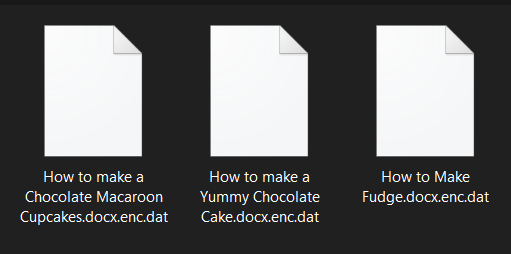 How to make a
Chocolate Macaroon
Cupcakes.docx.enc.dat
How to make a
Yummy Chocolate
Cake.docx.enc.dat
How to Make
Fudge.docx.enc.dat